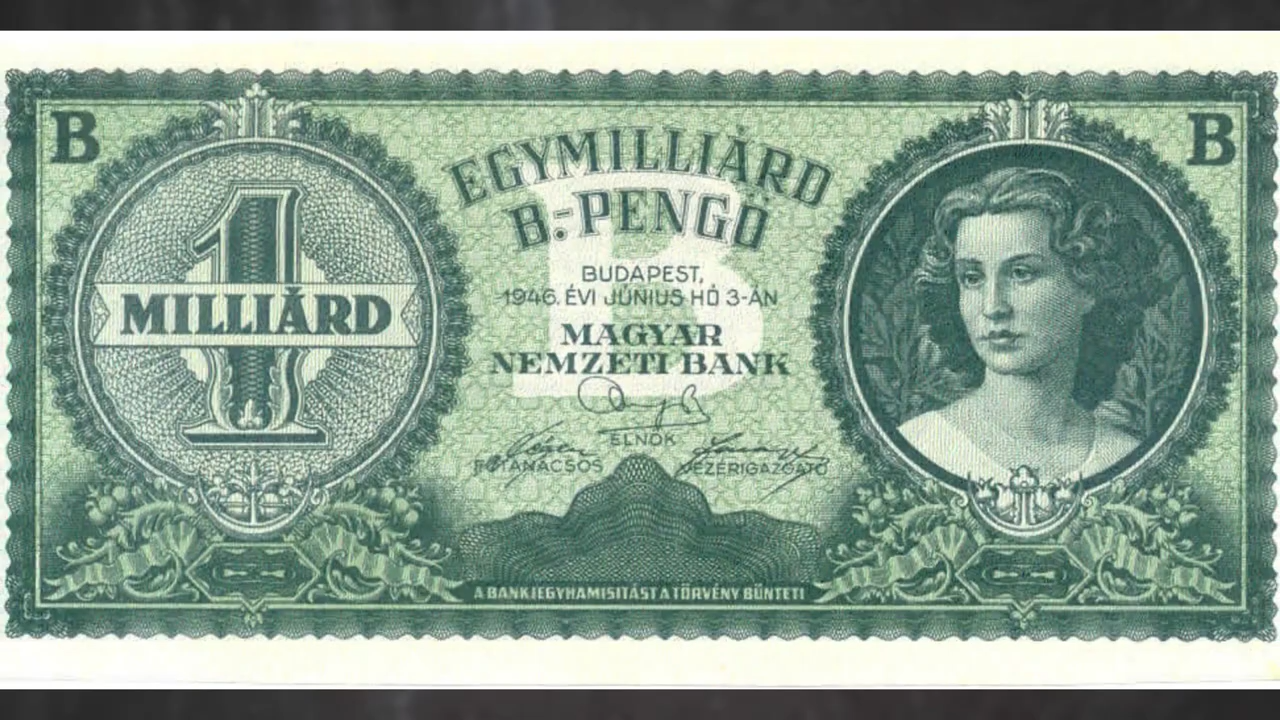 B
B
EGYMILLIÁRD
B.-PENGŐ
B
1
MILLIÁRD
BUDAPEST,
1946. ÉVI JÚNIUS HÓ 3-ÁN
MAGYAR
NEMZETI BANK
ELNÖK
FŐTANÁCSOS
VEZÉRIGAZGATÓ
A BANKJEGYHAMISITÁST A TÖRVÉNY BÜNTETI